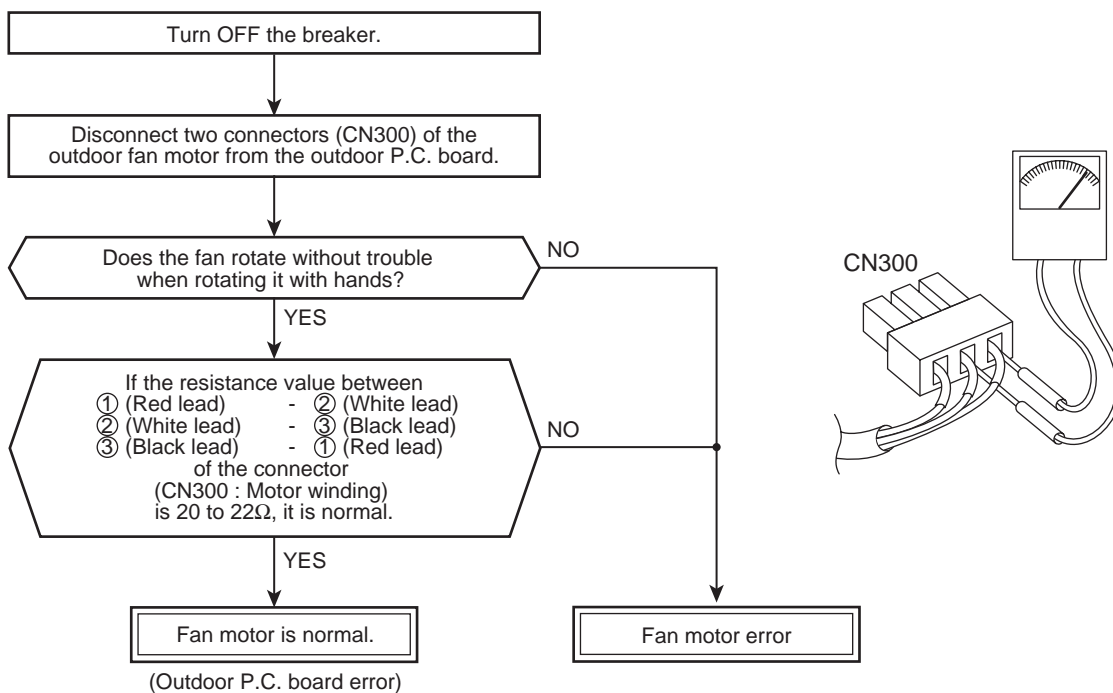 Turn OFF the breaker.
Disconnect two connectors (CN300) of the
outdoor fan motor from the outdoor P.C. board.
Does the fan rotate without trouble
when rotating it with hands?
NO
YES
If the resistance value between
① (Red lead) - ② (White lead)
② (White lead) - ③ (Black lead)
③ (Black lead) - ① (Red lead)
of the connector
(CN300 : Motor winding)
is 20 to 22Ω, it is normal.
NO
YES
Fan motor is normal.
(Outdoor P.C. board error)
Fan motor error
CN300